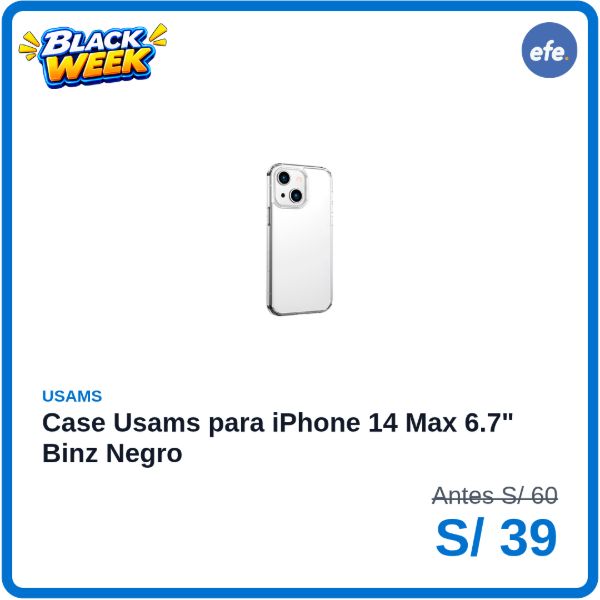 BLACK
WEEK
efe.
USAMS
Case Usams para iPhone 14 Max 6.7"
Binz Negro
Antes S/ 60
S/ 39